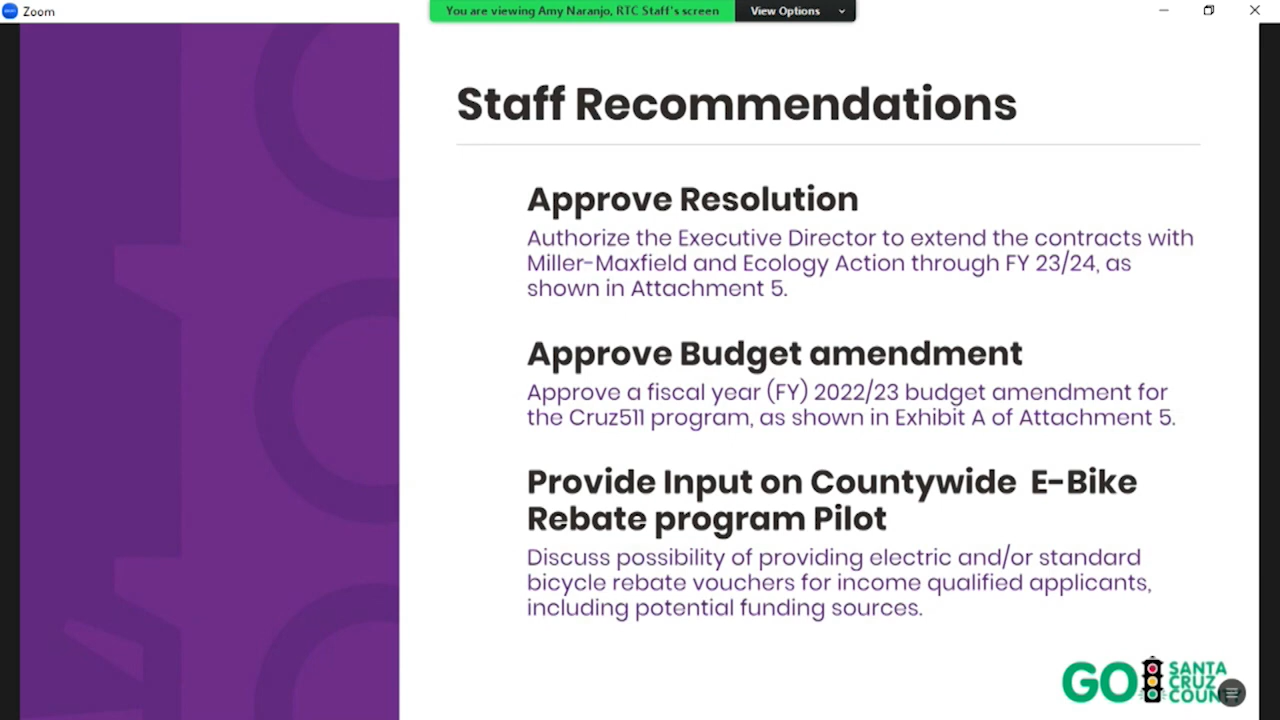 Zoom
You are viewing Amy Naranjo, RTC Staff's screen
View Options
Staff Recommendations
Approve Resolution
Authorize the Executive Director to extend the contracts with
Miller-Maxfield and Ecology Action through FY 23/24, as
shown in Attachment 5.
Approve Budget amendment
Approve a fiscal year (FY) 2022/23 budget amendment for
the Cruz511 program, as shown in Exhibit A of Attachment 5.
Provide Input on Countywide E-Bike
Rebate program Pilot
Discuss possibility of providing electric and/or standard
bicycle rebate vouchers for income qualified applicants,
including potential funding sources.
GO
SANTA
CRUZ
COUNTY